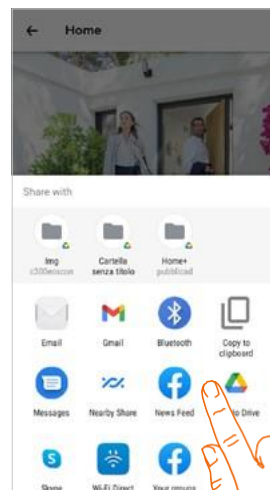 Home
Share with
Img
Cartella
Home+
senza titolo
Email
Gmail
Bluetooth
Copy to
clipboard
Messages
Nearby Share
News Feed
to Drive
Skype
Wi-Fi Direct
Your groups